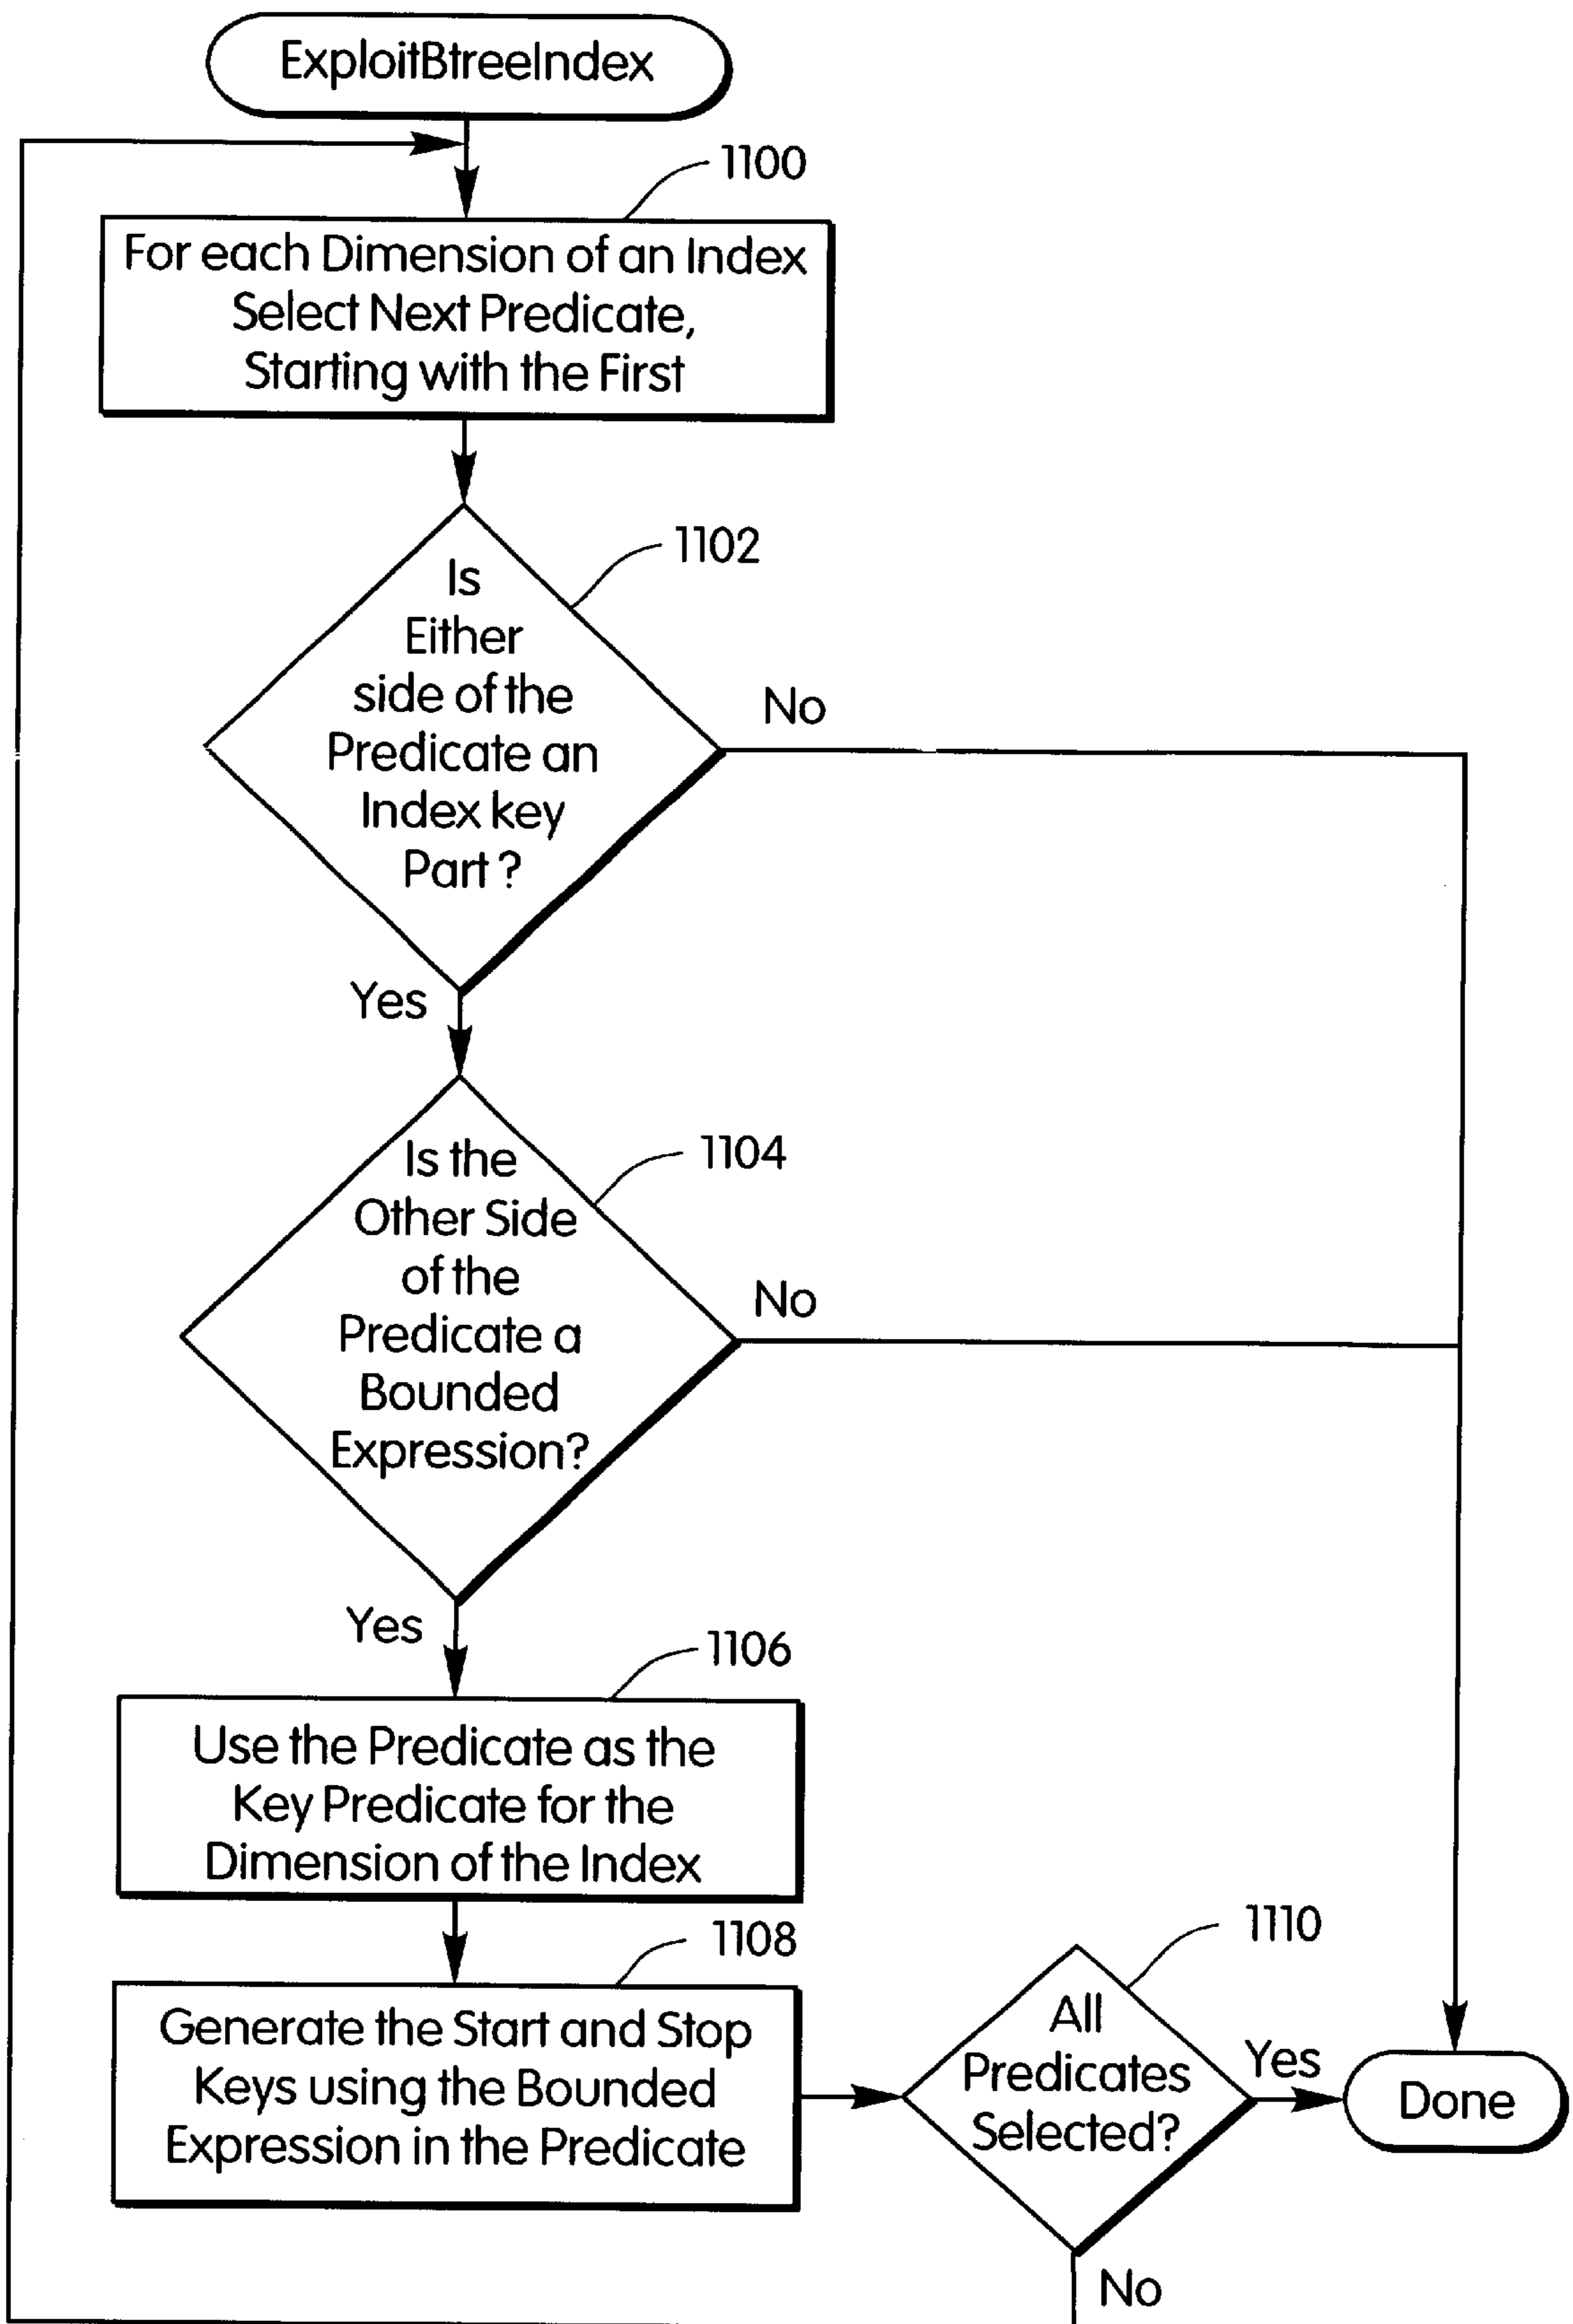 ExploitBtreeIndex
1100
For each Dimension of an Index
Select Next Predicate,
Starting with the First
1102
Is
Either
side of the
Predicate an
Index key
Part ?
No
Yes
1104
Is the
Other Side
of the
Predicate a
Bounded
Expression?
No
Yes
1106
Use the Predicate as the
Key Predicate for the
Dimension of the Index
1108
Generate the Start and Stop
Keys using the Bounded
Expression in the Predicate
1110
All
Predicates
Selected?
Yes
Done
No